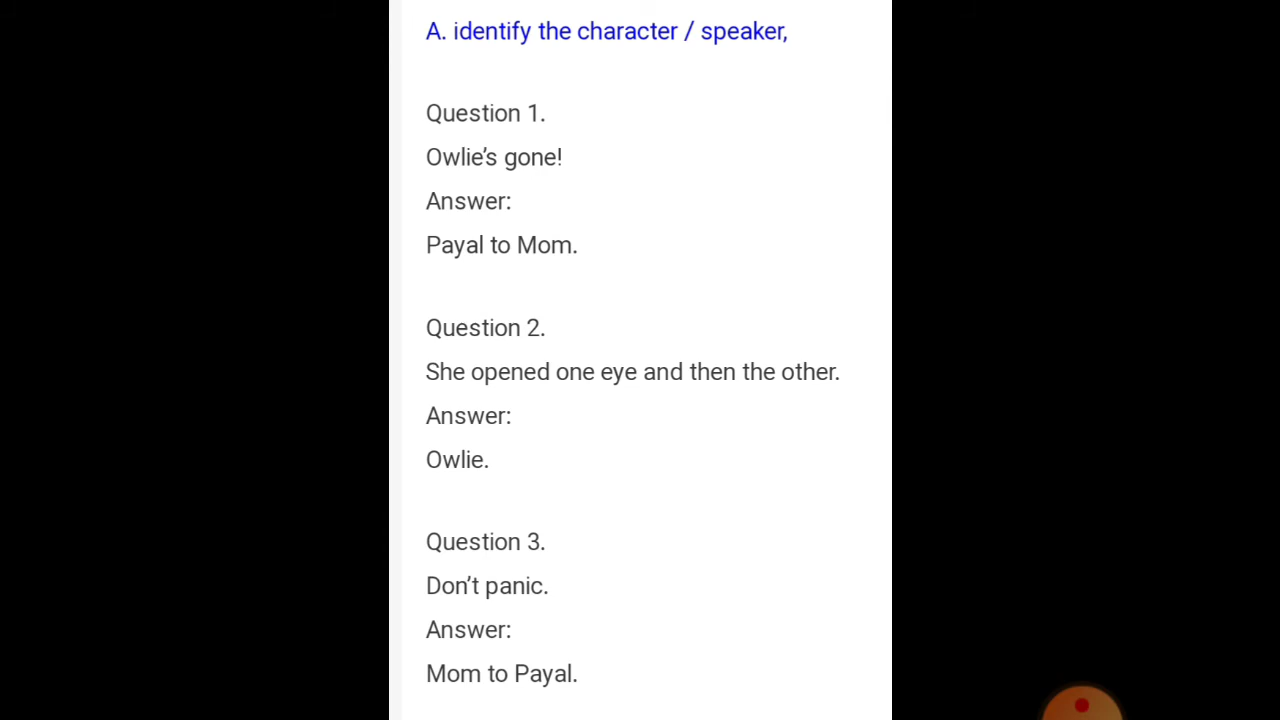 A. identify the character / speaker,
Question 1.
Owlie’s gone!
Answer:
Payal to Mom.
Question 2.
She opened one eye and then the other.
Answer:
Owlie.
Question 3.
Don’t panic.
Answer:
Mom to Payal.